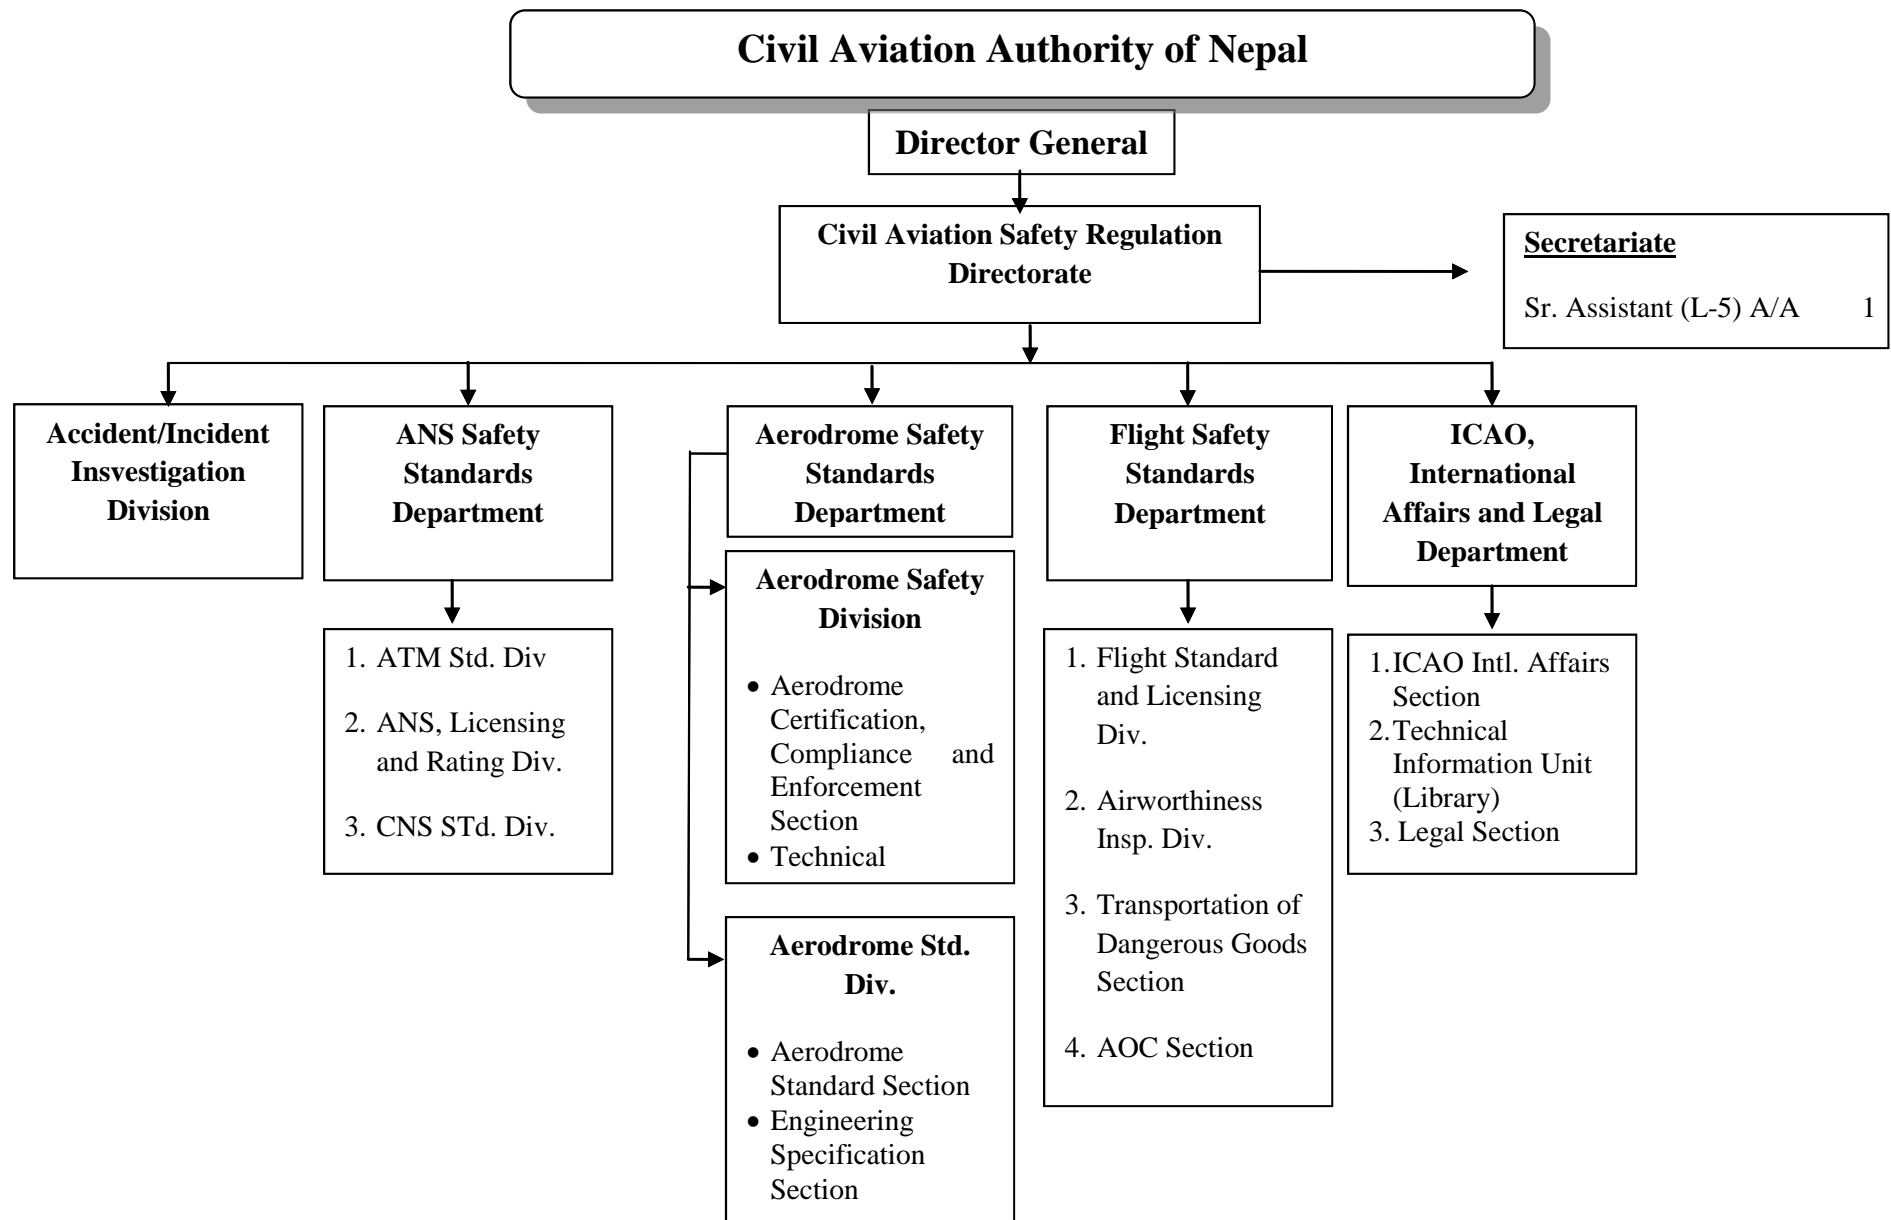 Civil Aviation Authority of Nepal
Director General
Civil Aviation Safety Regulation
Directorate
Secretariate
Sr. Assistant (L-5) A/A 1
Accident/Incident
Insvestigation
Division
ANS Safety
Standards
Department
Aerodrome Safety
Standards
Department
Flight Safety
Standards
Department
ICAO,
International
Affairs and Legal
Department
1. ATM Std. Div
2. ANS, Licensing
and Rating Div.
3. CNS STd. Div.
Aerodrome Safety
Division
• Aerodrome
Certification,
Compliance and
Enforcement
Section
• Technical
Aerodrome Std.
Div.
• Aerodrome
Standard Section
• Engineering
Specification
Section
1. Flight Standard
and Licensing
Div.
2. Airworthiness
Insp. Div.
3. Transportation of
Dangerous Goods
Section
4. AOC Section
1.ICAO Intl. Affairs
Section
2.Technical
Information Unit
(Library)
3. Legal Section